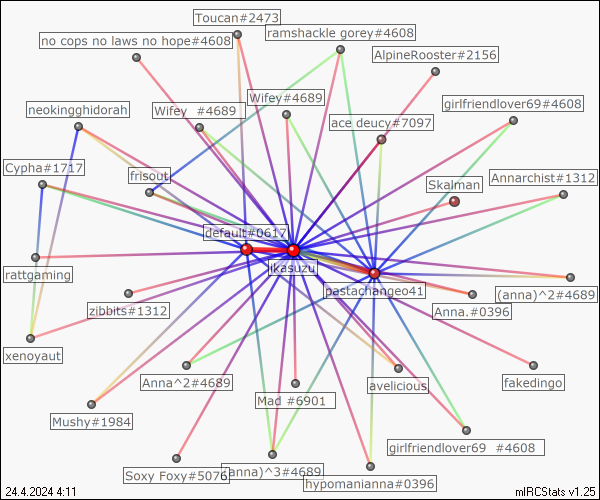 Toucan#2473
ramshackle gorey#4608
no cops no laws no hope#4608
AlpineRooster#2156
Wifey#4689
girlfriendlover69#4608
neokingghidorah
Wifey  #4689
ace deucy#7097
Cypha#1717
frisout
Skalman
Annarchist#1312
default#0617
ikasuzu
rattgaming
pastachanneo41
(anna)^2#4689
zibbits#1312
Anna.#0396
xenoyaut
Anna^2#4689
avelicious
fakedingo
Mad #6901
Mushy#1984
girlfriendlover69  #4608
Soxy Foxy#5076
(anna)^3#4689
hypomanianna#0396
24.4.2024 4:11
mIRCStats v1.25